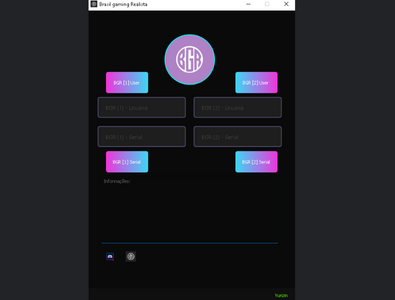 Brasil gaming Realista
BGR
BGR [1] User
BGR [2] User
BGR [1] - Usuario
BGR [2] - Usuario
BGR [1] - Serial
BGR [2] - Serial
BGR [1] Serial
BGR [2] Serial
Informações: